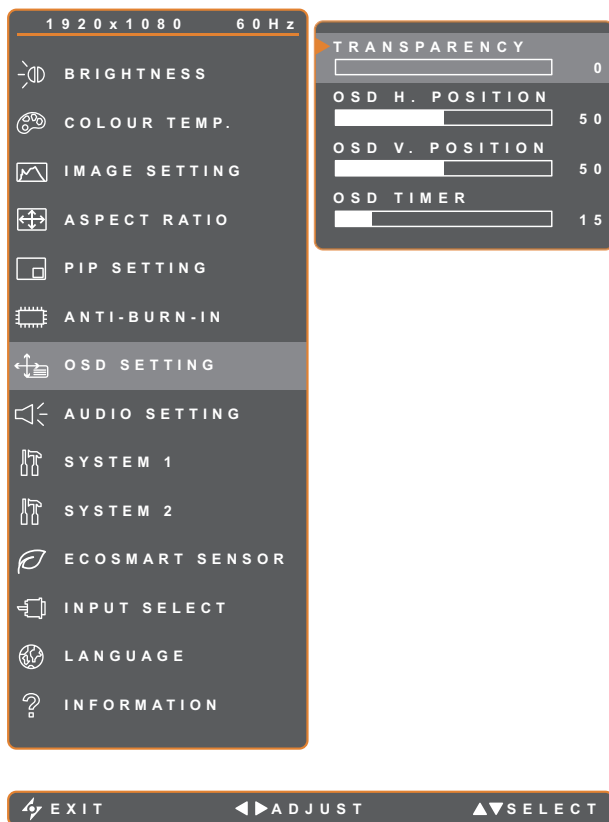 1920x1080 60Hz
BRIGHTNESS
COLOUR TEMP.
IMAGE SETTING
ASPECT RATIO
PIP SETTING
ANTI-BURN-IN
OSD SETTING
AUDIO SETTING
SYSTEM 1
SYSTEM 2
ECOSMART SENSOR
INPUT SELECT
LANGUAGE
INFORMATION
TRANSPARENCY
0
OSD H. POSITION
50
OSD V. POSITION
50
OSD TIMER
15
EXIT ADJUST SELECT